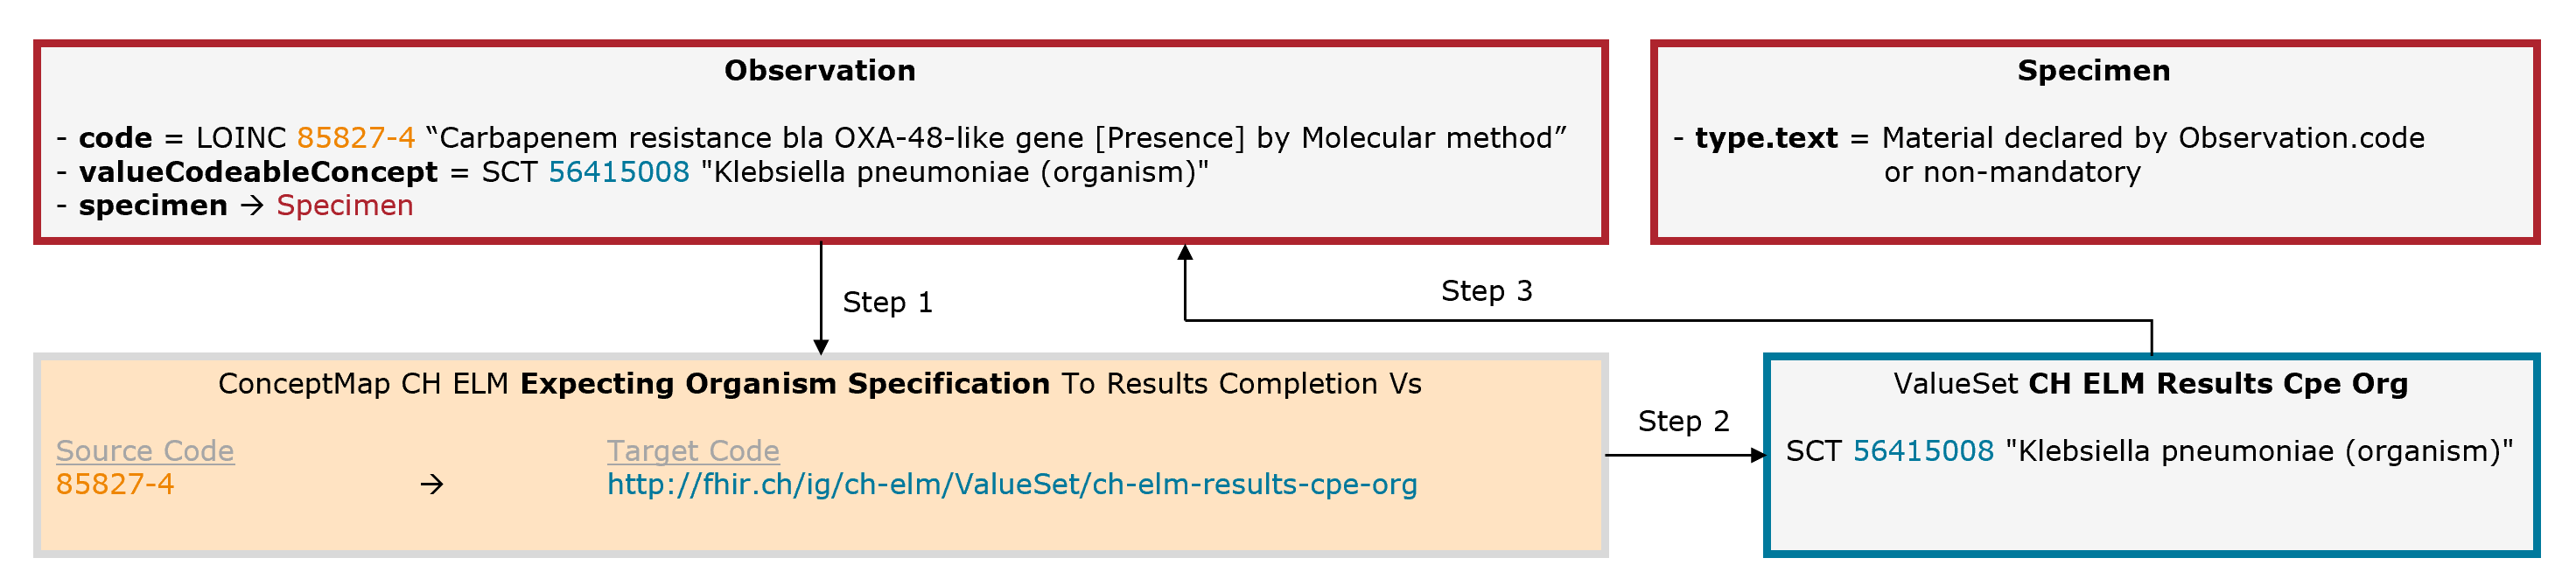 Observation
- code = LOINC 85827-4 “Carbapenem resistance bla OXA-48-like gene [Presence] by Molecular method”
- valueCodeableConcept = SCT 56415008 "Klebsiella pneumoniae (organism)"
- specimen → Specimen
Specimen
- type.text = Material declared by Observation.code
or non-mandatory
Step 1
Step 3
ConceptMap CH ELM Expecting Organism Specification To Results Completion Vs
Source Code Target Code
85827-4 → http://fhir.ch/ig/ch-elm/ValueSet/ch-elm-results-cpe-org
Step 2
ValueSet CH ELM Results Cpe Org
SCT 56415008 "Klebsiella pneumoniae (organism)"